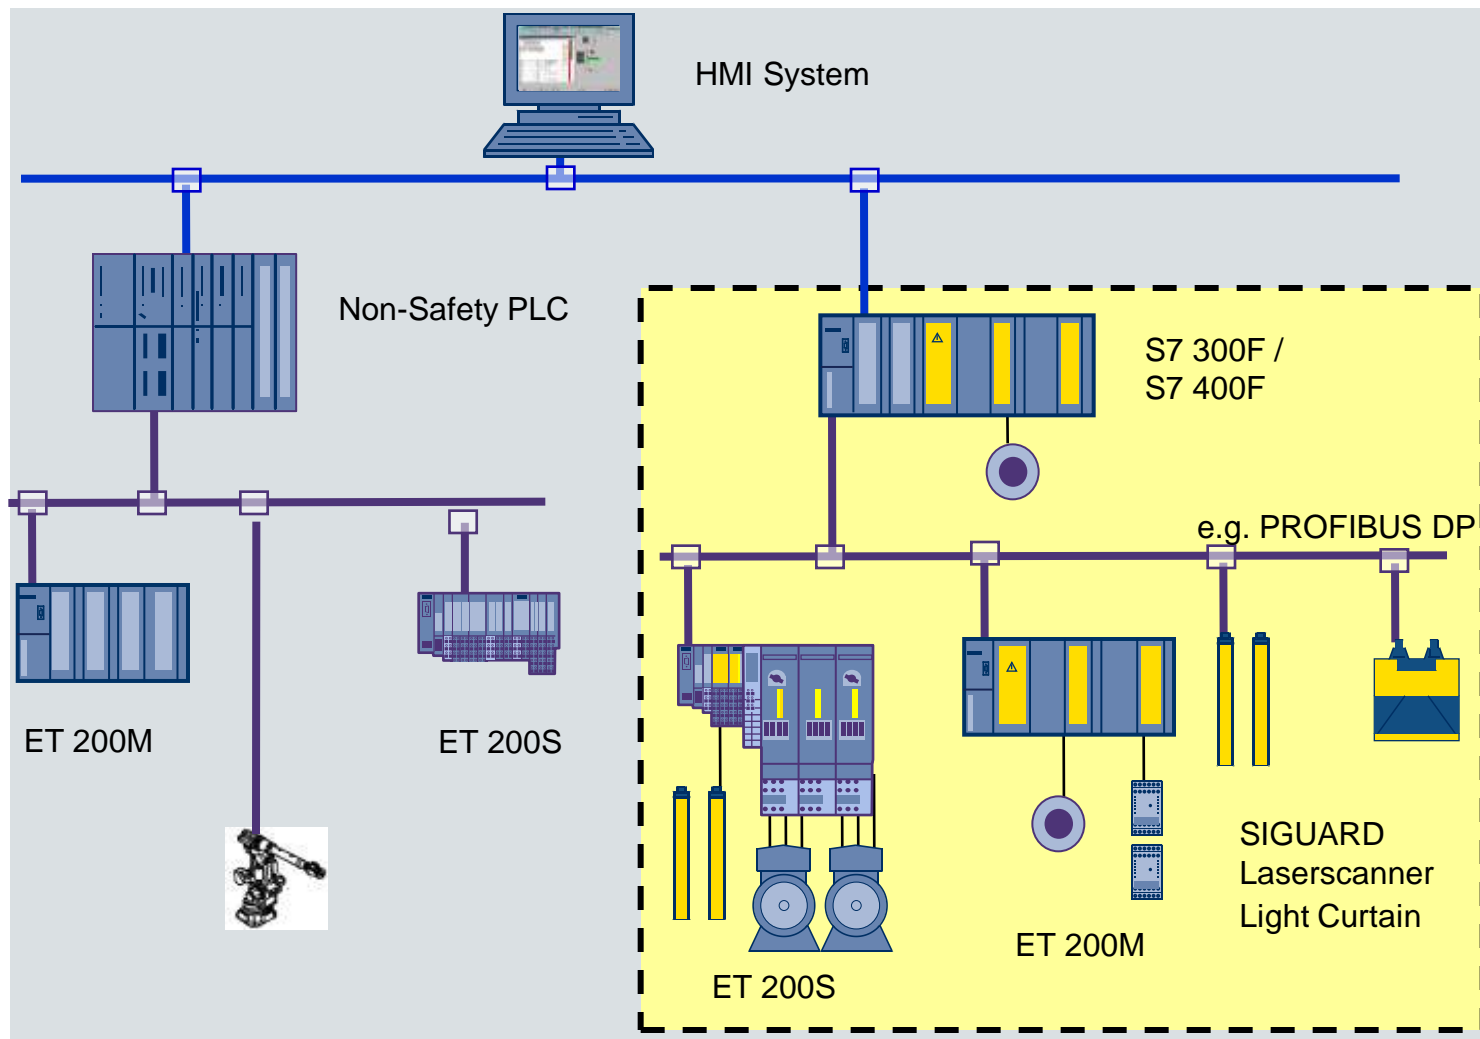 HMI System
Non-Safety PLC
S7 300F /
S7 400F
e.g. PROFIBUS DP
ET 200M
ET 200S
SIGUARD
Laserscanner
Light Curtain
ET 200M
ET 200S